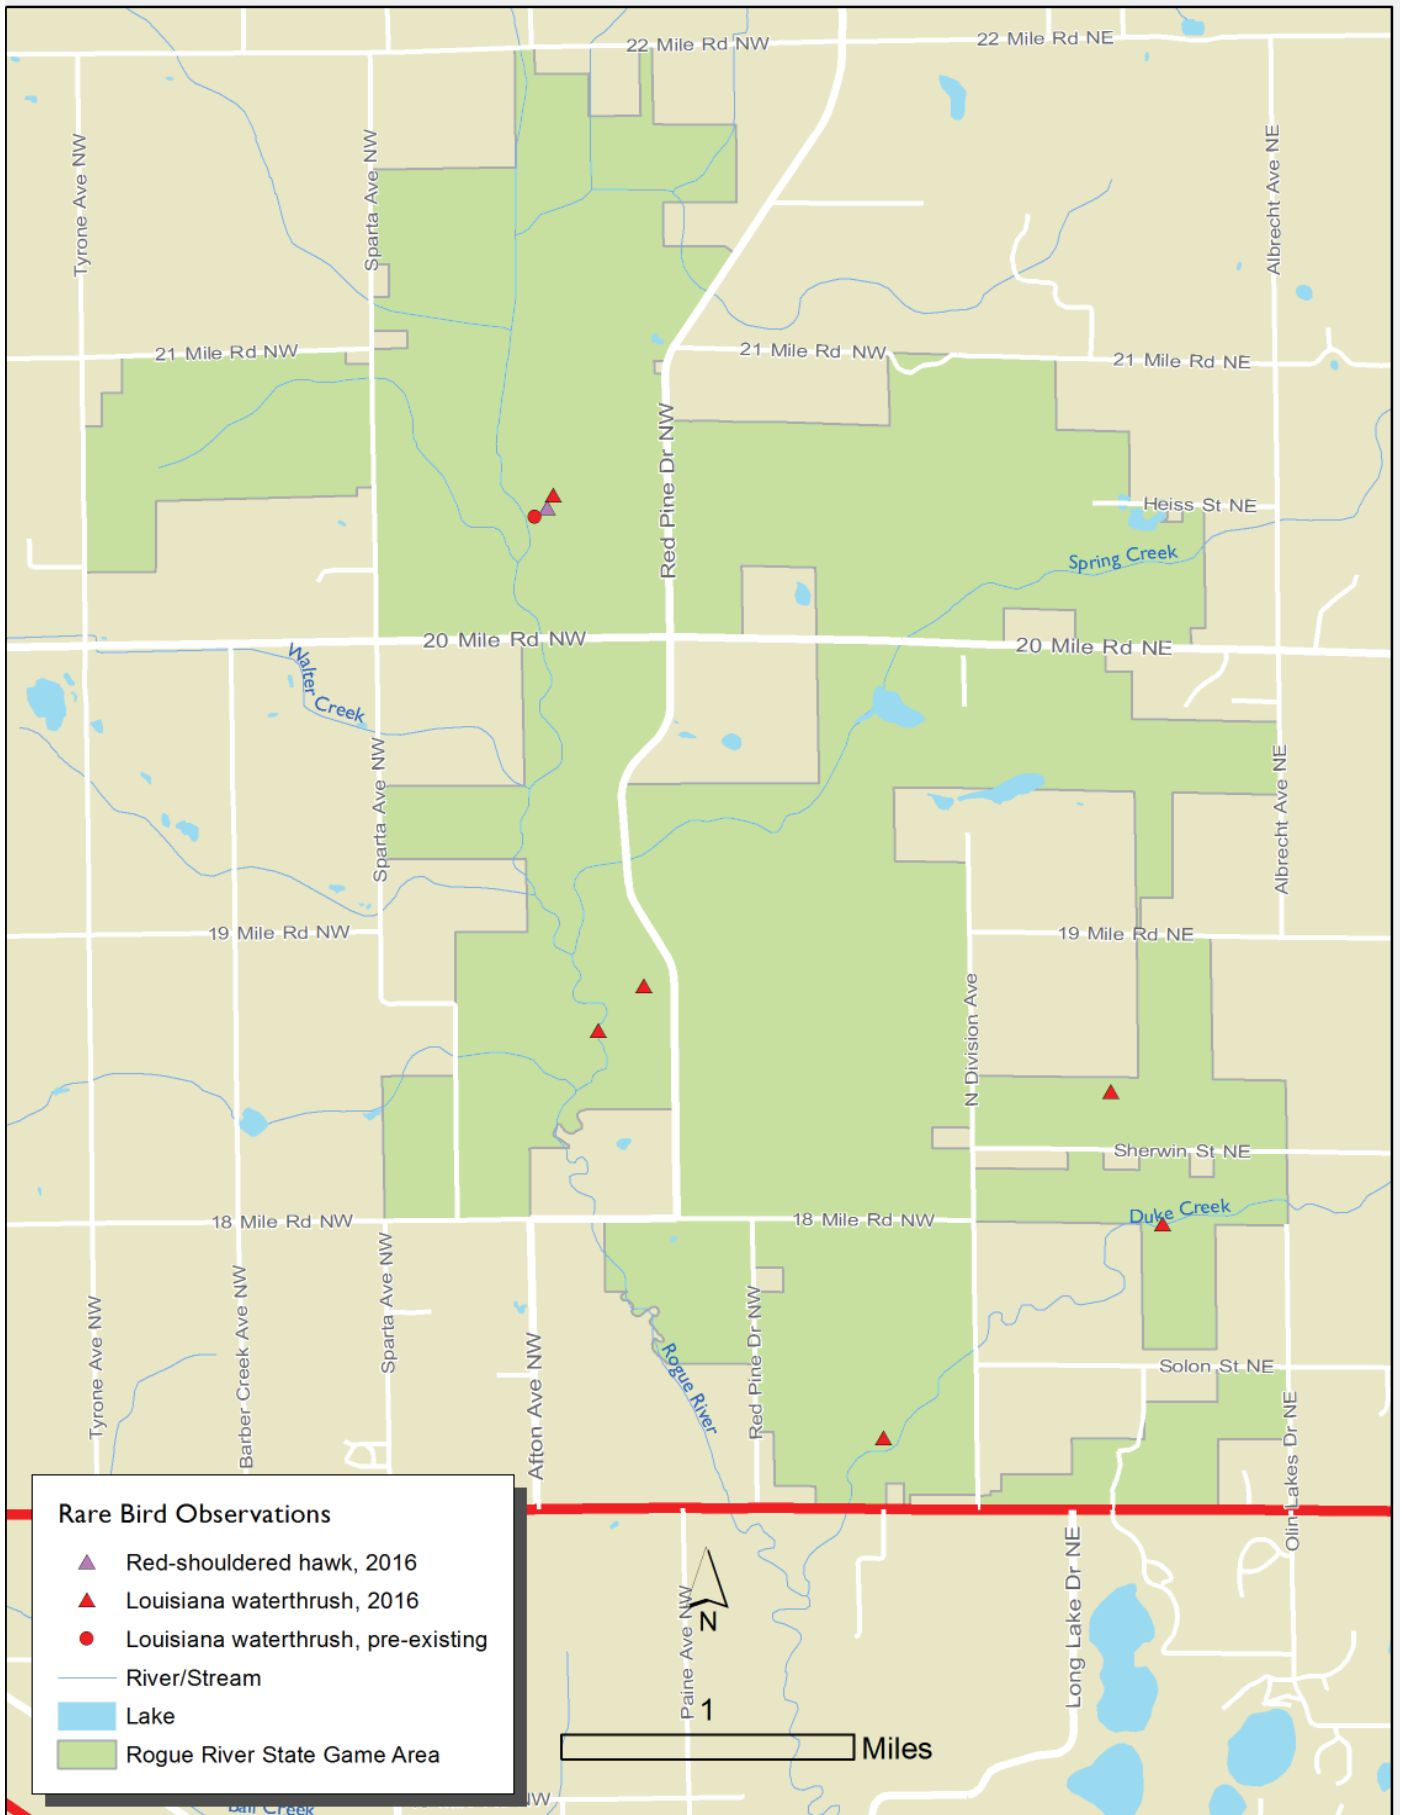 22 Mile Rd NW
22 Mile Rd NE
Tyrone Ave NW
Sparta Ave NW
Albrecht Ave NE
21 Mile Rd NW
21 Mile Rd NW
21 Mile Rd NE
Red Pine Dr NW
Heiss St NE
Spring Creek
20 Mile Rd NW
20 Mile Rd NE
Walter Creek
Sparta Ave NW
Albrecht Ave NE
19 Mile Rd NW
19 Mile Rd NE
N Division Ave
Sherwin St NE
18 Mile Rd NW
18 Mile Rd NW
Duke Creek
Tyrone Ave NW
Barber Creek Ave NW
Sparta Ave NW
Afton Ave NW
Rogue River
Red Pine Dr NW
Solon St NE
Olin Lakes Dr NE
Long Lake Dr NE
Paine Ave NW
N
1
Miles
Rare Bird Observations
Red-shouldered hawk, 2016
Louisiana waterthrush, 2016
Louisiana waterthrush, pre-existing
River/Stream
Lake
Rogue River State Game Area
Ball Creek
NW